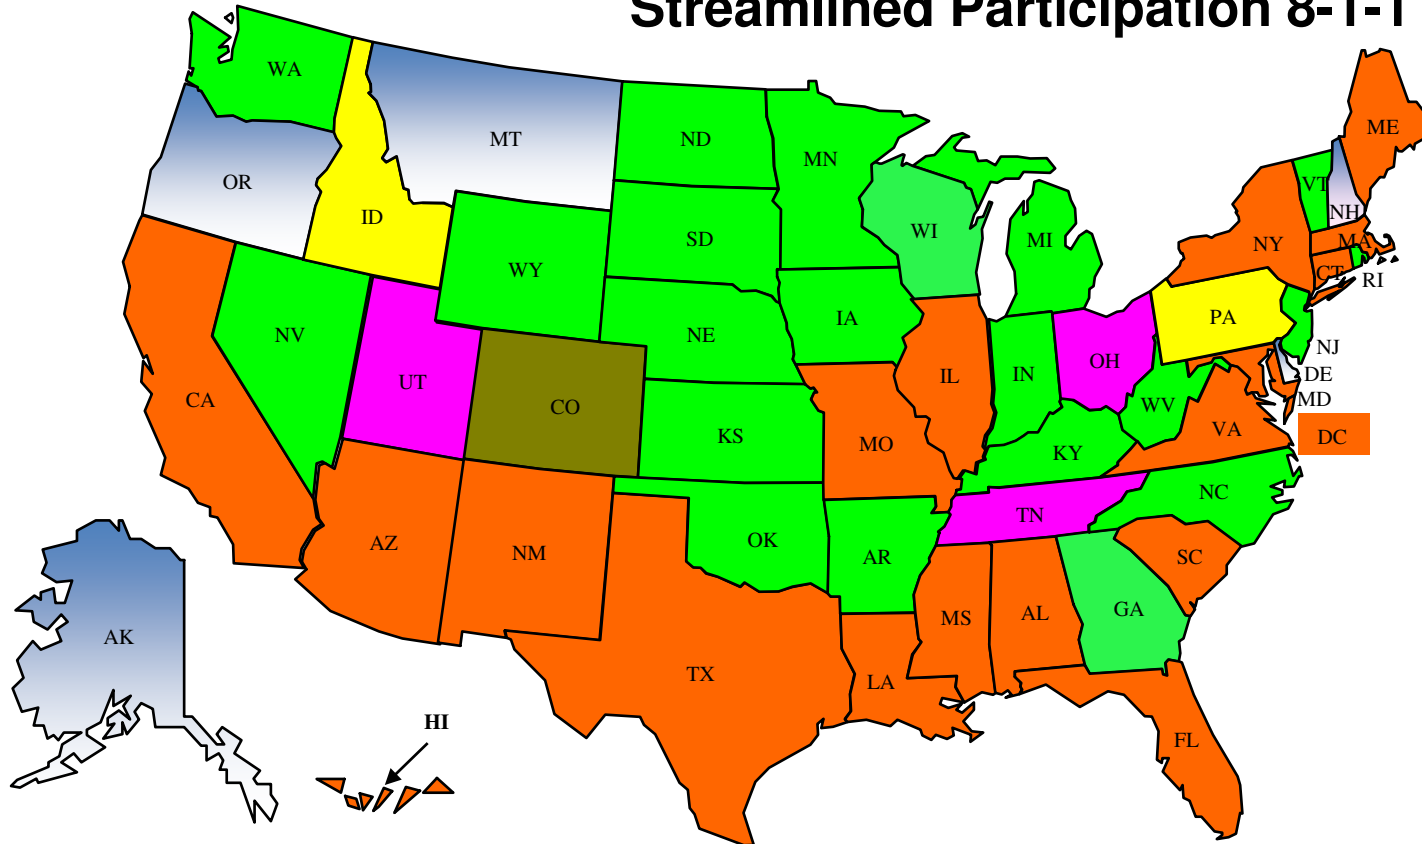 Streamlined Participation 8-1-1
WA
MT
ND
MN
ME
OR
ID
VT
NH
SD
WI
MI
NY
MA
WY
CT
RI
NV
NE
IA
PA
NJ
UT
CO
IL
IN
OH
DE
CA
MD
KS
MO
WV
VA
DC
KY
NC
AZ
NM
OK
AR
TN
SC
MS
AL
GA
AK
TX
LA
HI
FL